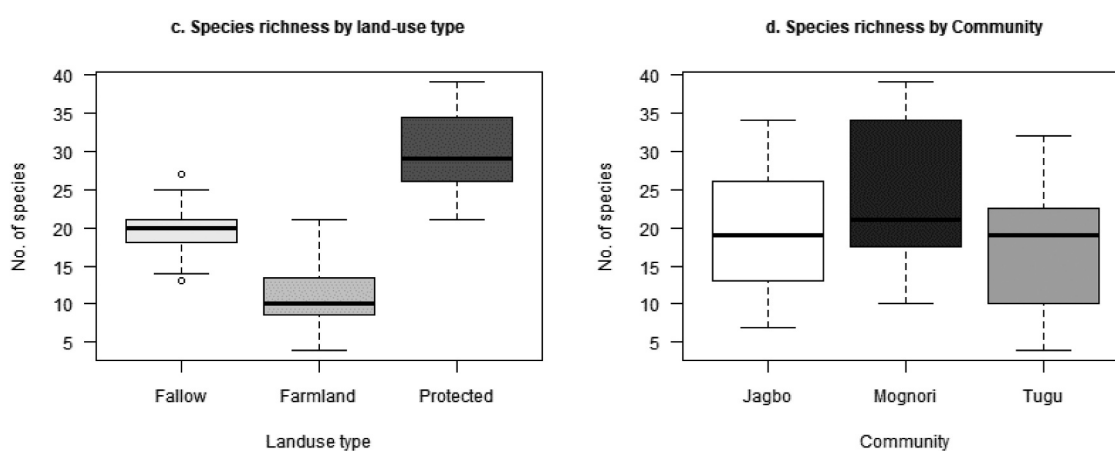 c. Species richness by land-use type
No. of species
40
35
30
25
20
15
10
5
Fallow Farmland Protected
Landuse type
d. Species richness by Community
No. of species
40
35
30
25
20
15
10
5
Jagbo Mognori Tugu
Community